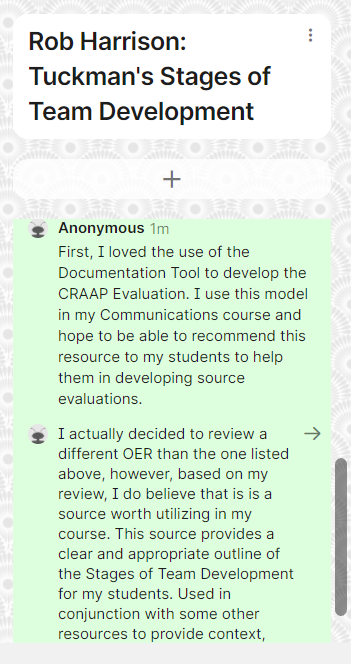 Rob Harrison:
Tuckman's Stages of
Team Development
Anonymous 1m
First, I loved the use of the
Documentation Tool to develop the
CRAAP Evaluation. I use this model
in my Communications course and
hope to be able to recommend this
resource to my students to help
them in developing source
evaluations.
I actually decided to review a
different OER than the one listed
above, however, based on my
review, I do believe that is is a
source worth utilizing in my
course. This source provides a
clear and appropriate outline of
the Stages of Team Development
for my students. Used in
conjunction with some other
resources to provide context,